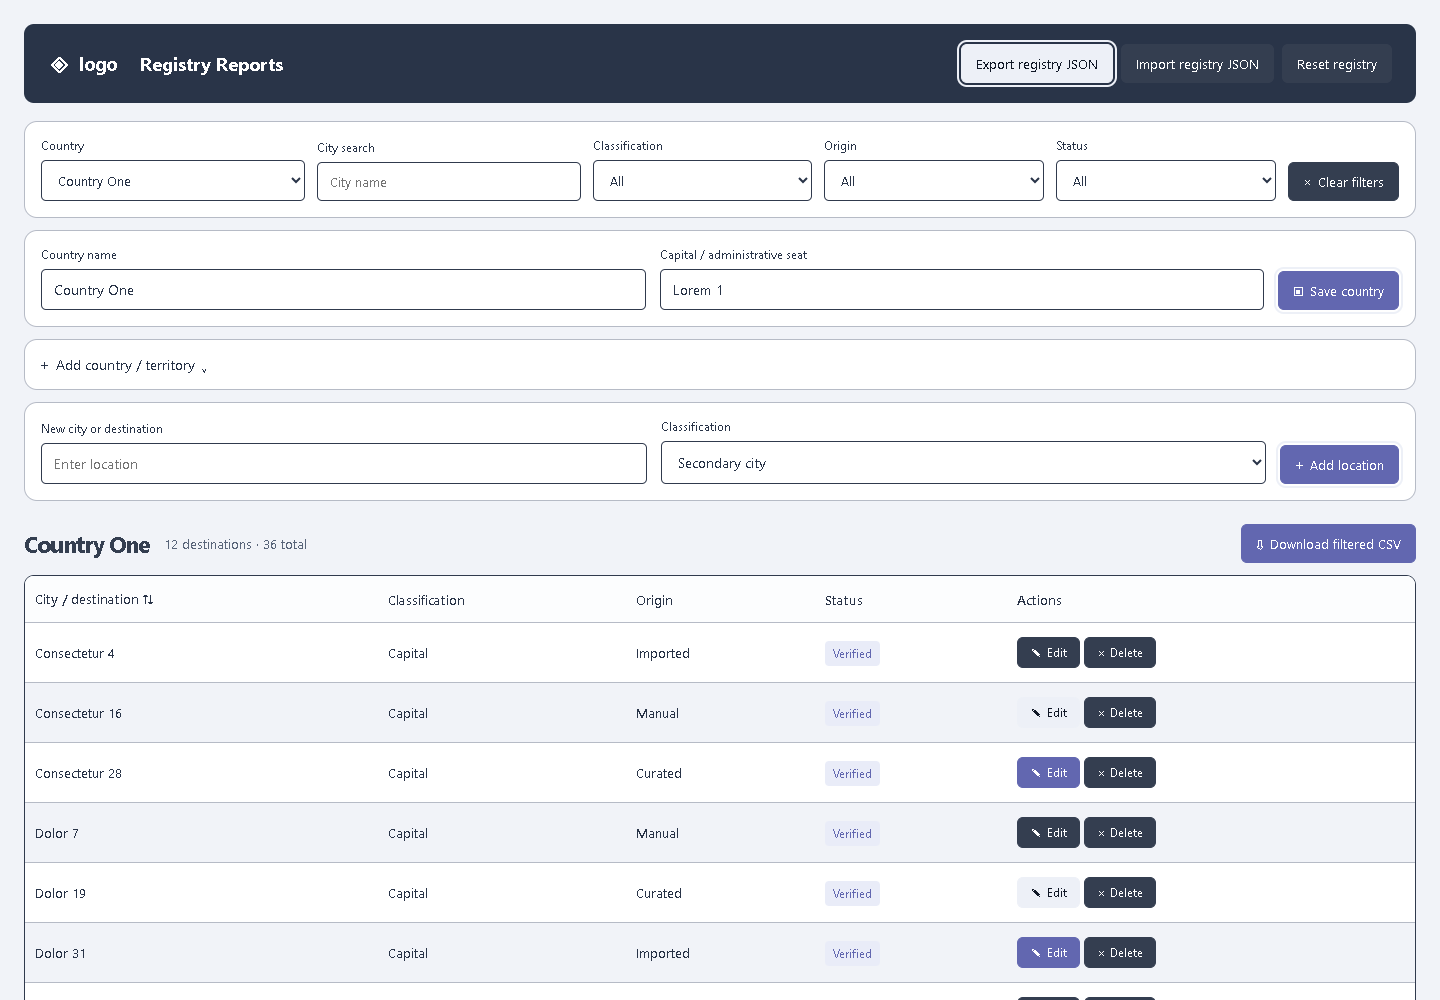 ◈ logo Registry Reports Export registry JSON Import registry JSON Reset registry
Country City search Classification Origin Status
Country One City name All All All × Clear filters
Country name Capital / administrative seat
Country One Lorem 1 ▣ Save country
+ Add country / territory ⌄
New city or destination Classification
Enter location Secondary city + Add location
Country One 12 destinations · 36 total ⇩ Download filtered CSV
City / destination ⇅ Classification Origin Status Actions
Consectetur 4 Capital Imported Verified ✎ Edit × Delete
Consectetur 16 Capital Manual Verified ✎ Edit × Delete
Consectetur 28 Capital Curated Verified ✎ Edit × Delete
Dolor 7 Capital Manual Verified ✎ Edit × Delete
Dolor 19 Capital Curated Verified ✎ Edit × Delete
Dolor 31 Capital Imported Verified ✎ Edit × Delete